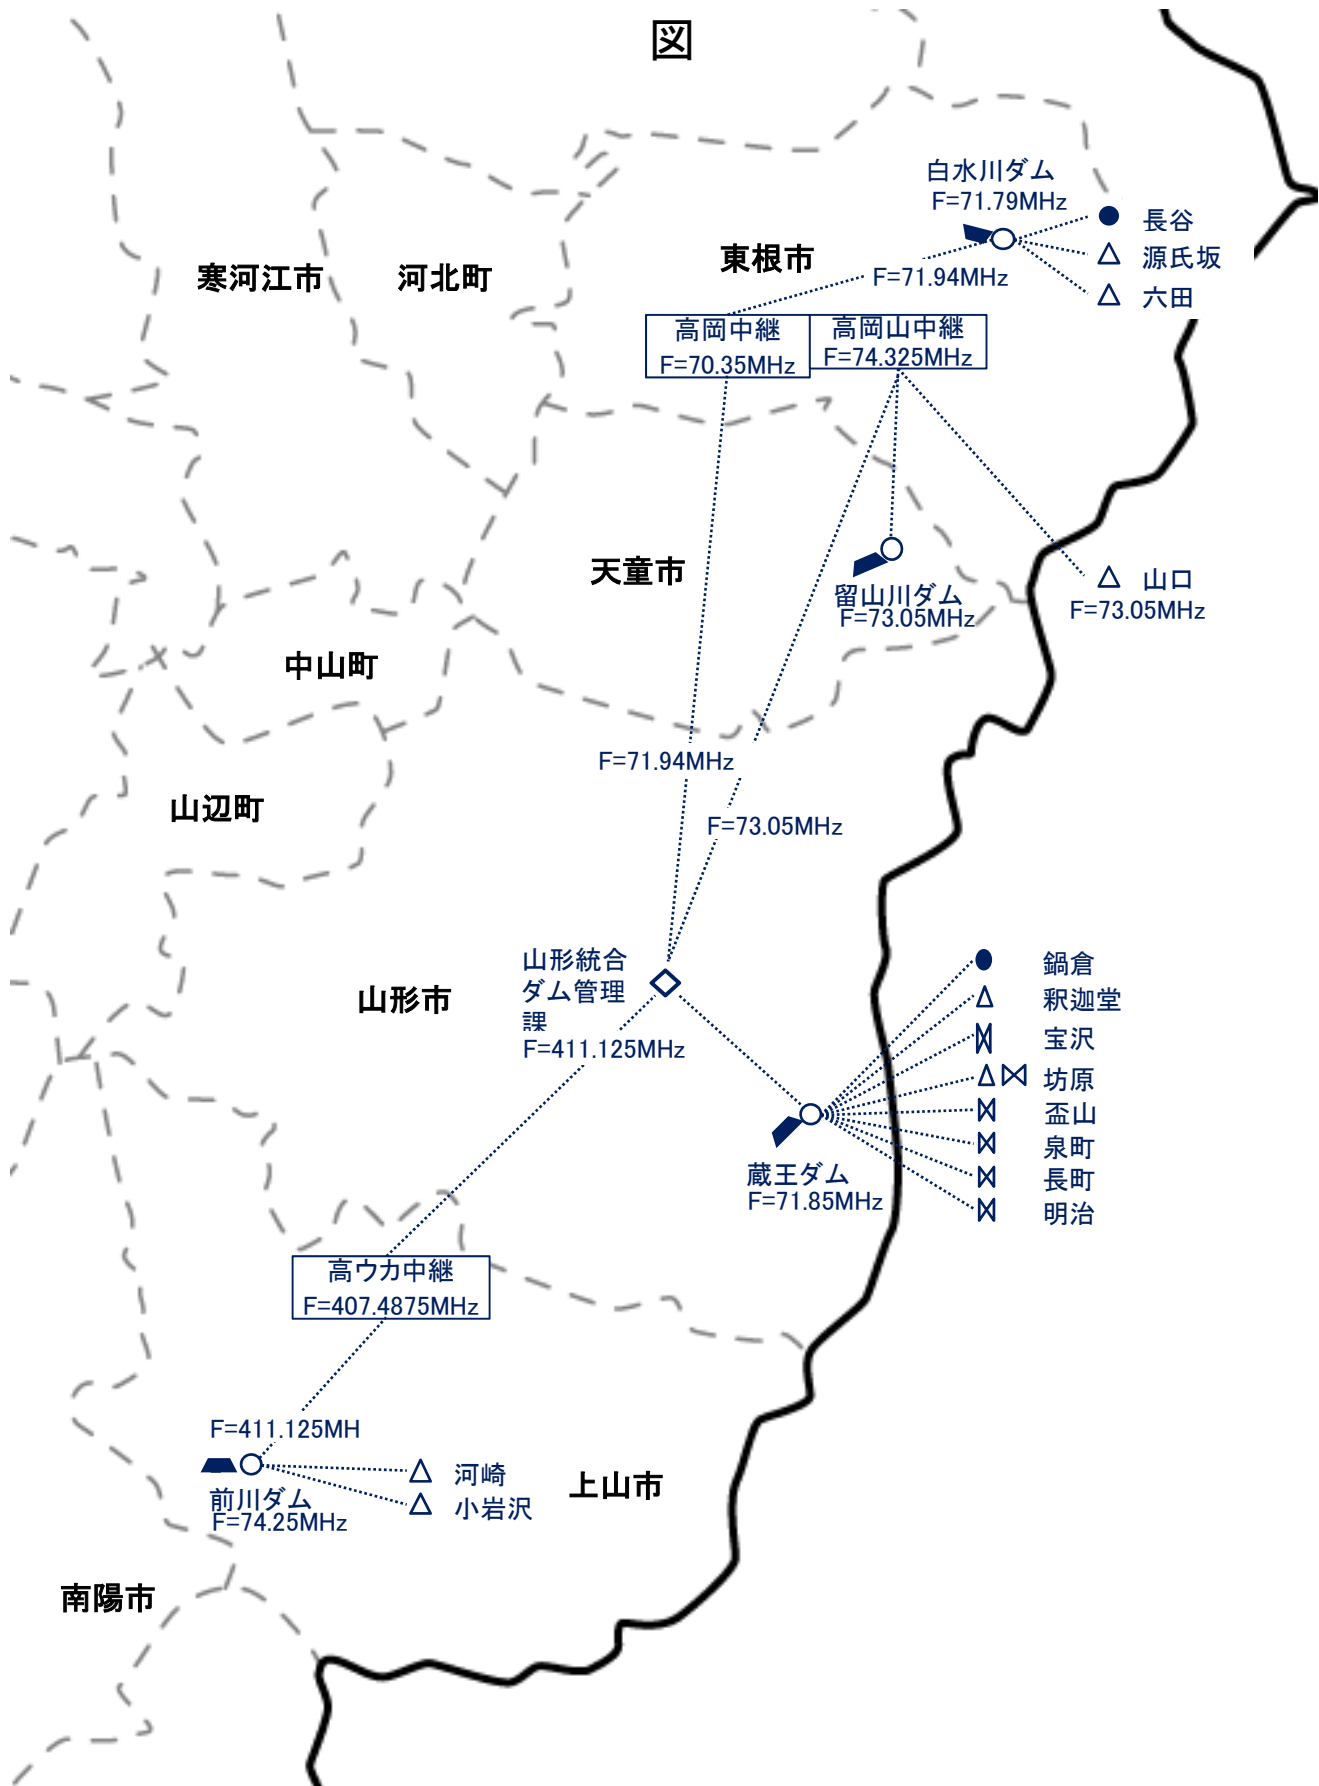 図
白水川ダム
F=71.79MHz
長谷
源氏坂
六田
東根市
寒河江市
河北町
F=71.94MHz
高岡中継
F=70.35MHz
高岡山中継
F=74.325MHz
天童市
留山川ダム
F=73.05MHz
山口
F=73.05MHz
中山町
F=71.94MHz
山辺町
F=73.05MHz
山形統合
ダム管理
課
F=411.125MHz
山形市
鍋倉
釈迦堂
宝沢
坊原
盃山
泉町
長町
明治
蔵王ダム
F=71.85MHz
高ウカ中継
F=407.4875MHz
F=411.125MH
前川ダム
F=74.25MHz
河崎
小岩沢
上山市
南陽市